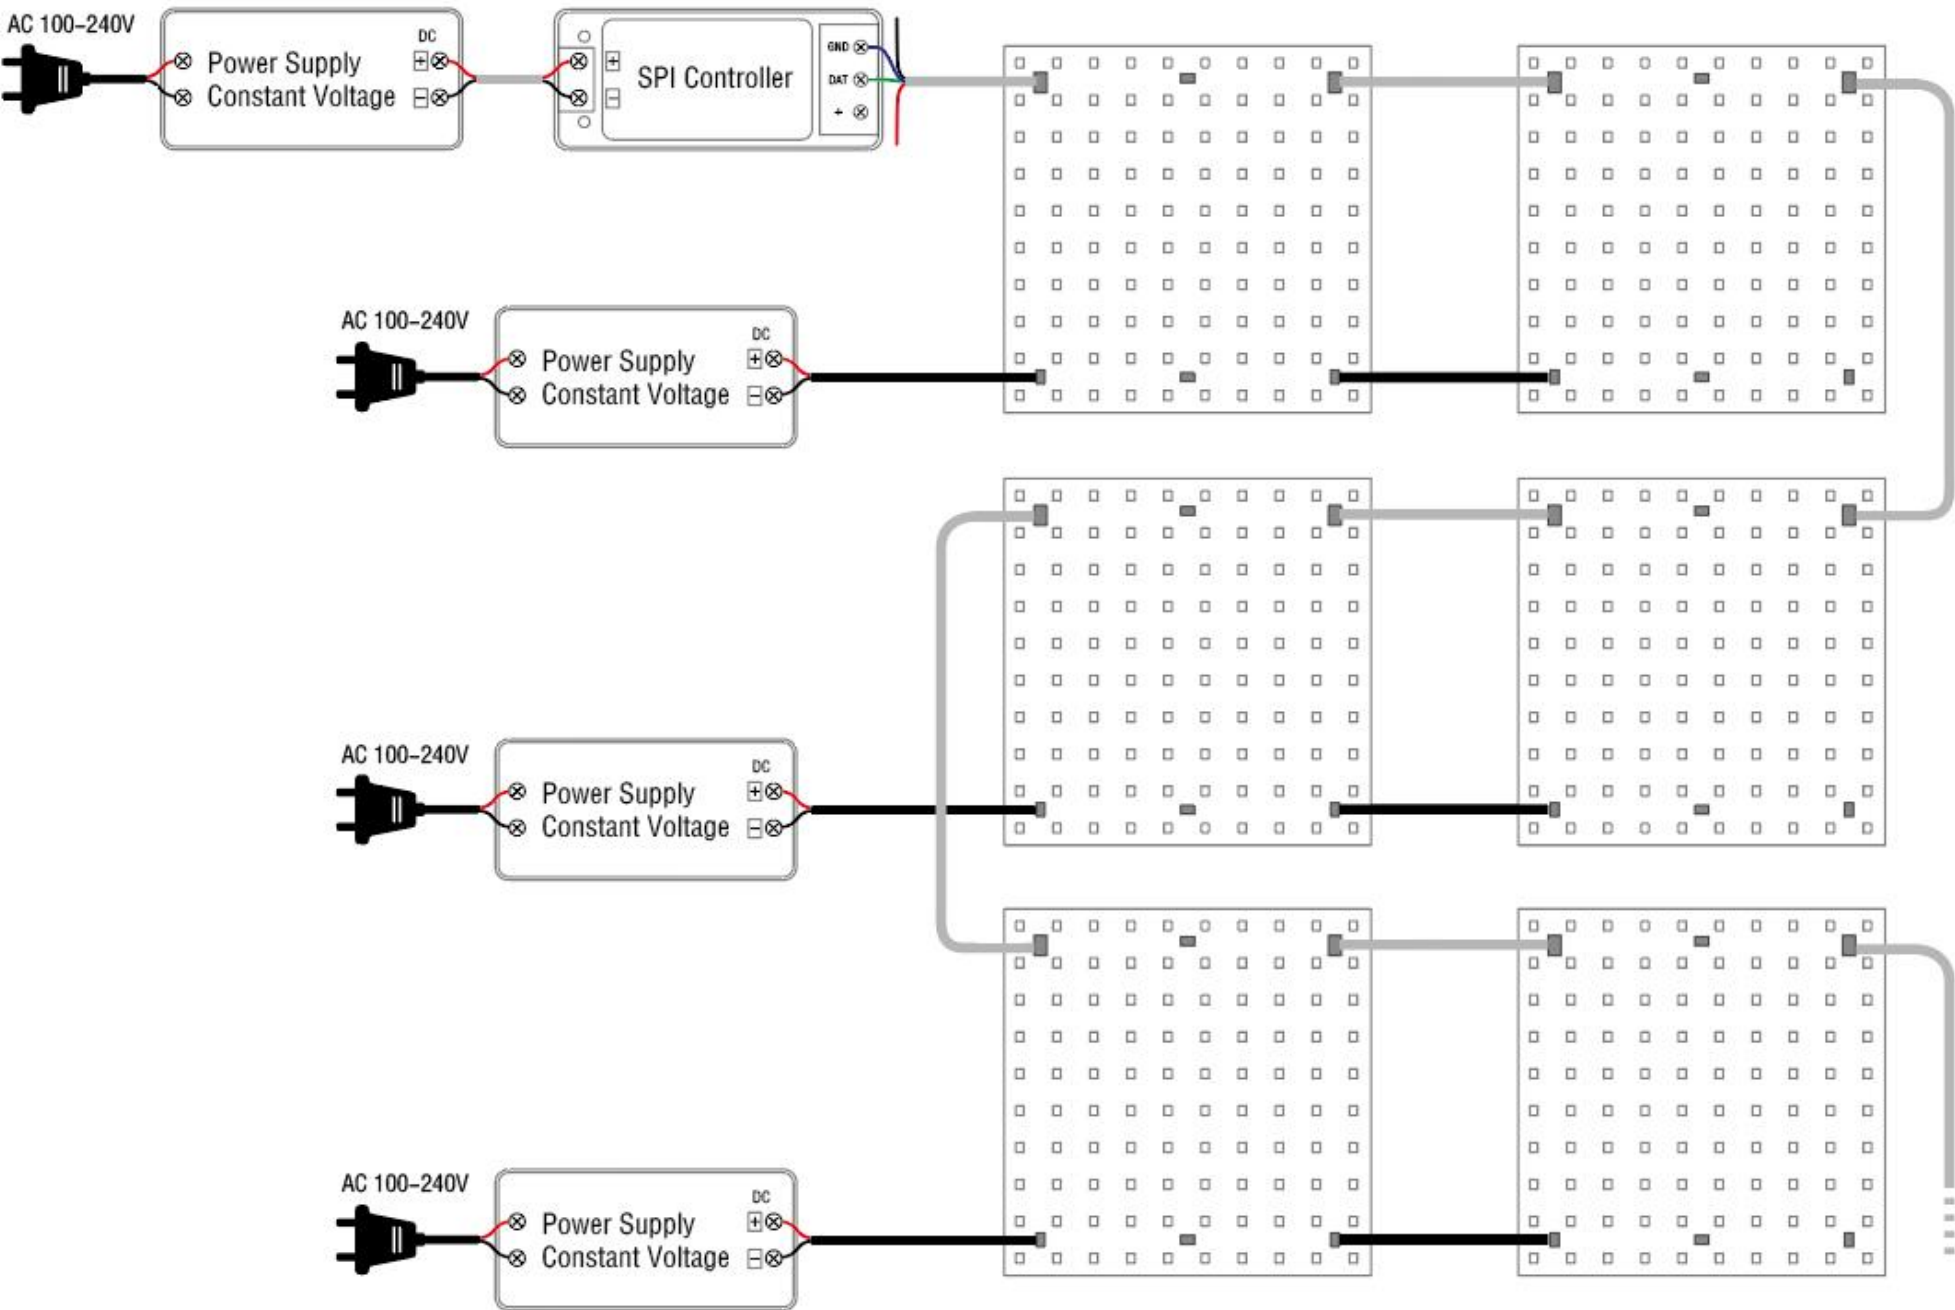 AC 100–240V
DC
Power Supply +
Constant Voltage −
+
SPI Controller
−
GND
DAT
+
AC 100–240V
DC
Power Supply +
Constant Voltage −
AC 100–240V
DC
Power Supply +
Constant Voltage −
AC 100–240V
DC
Power Supply +
Constant Voltage −